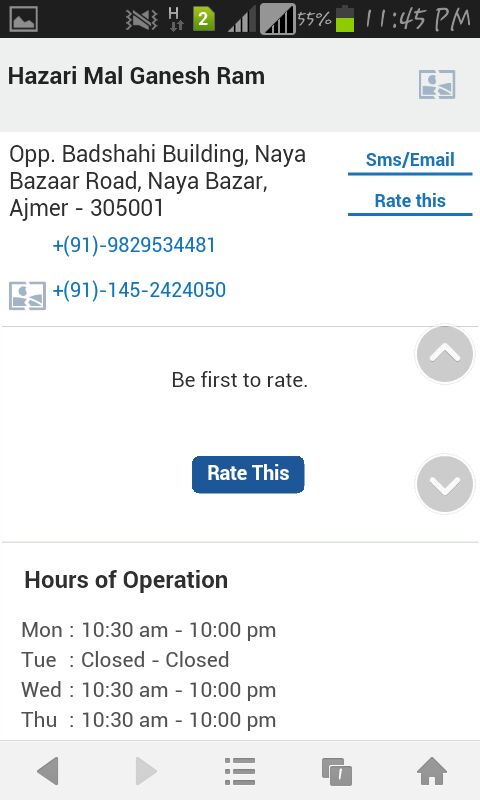 H 2 55% 11:45 PM
Hazari Mal Ganesh Ram
Opp. Badshahi Building, Naya
Bazaar Road, Naya Bazar,
Ajmer - 305001
Sms/Email
Rate this
+(91)-9829534481
+(91)-145-2424050
Be first to rate.
Rate This
Hours of Operation
Mon : 10:30 am - 10:00 pm
Tue : Closed - Closed
Wed : 10:30 am - 10:00 pm
Thu : 10:30 am - 10:00 pm
1